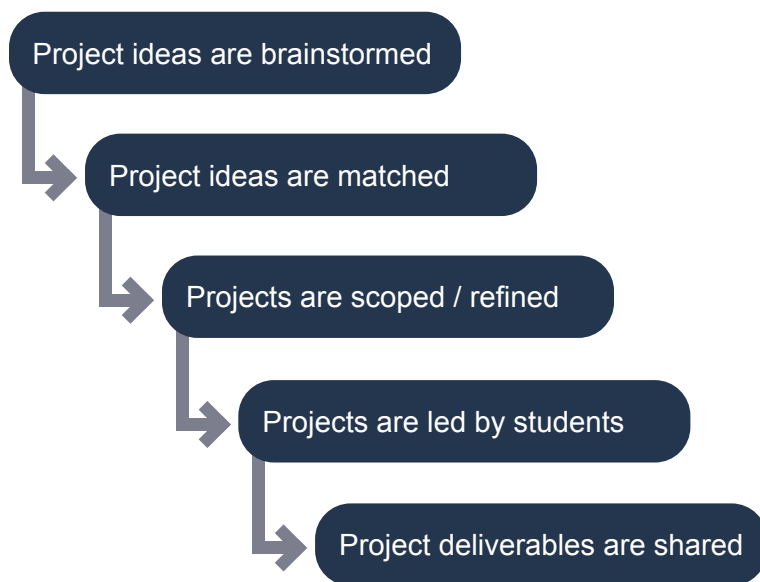 Project ideas are brainstormed
Project ideas are matched
Projects are scoped / refined
Projects are led by students
Project deliverables are shared